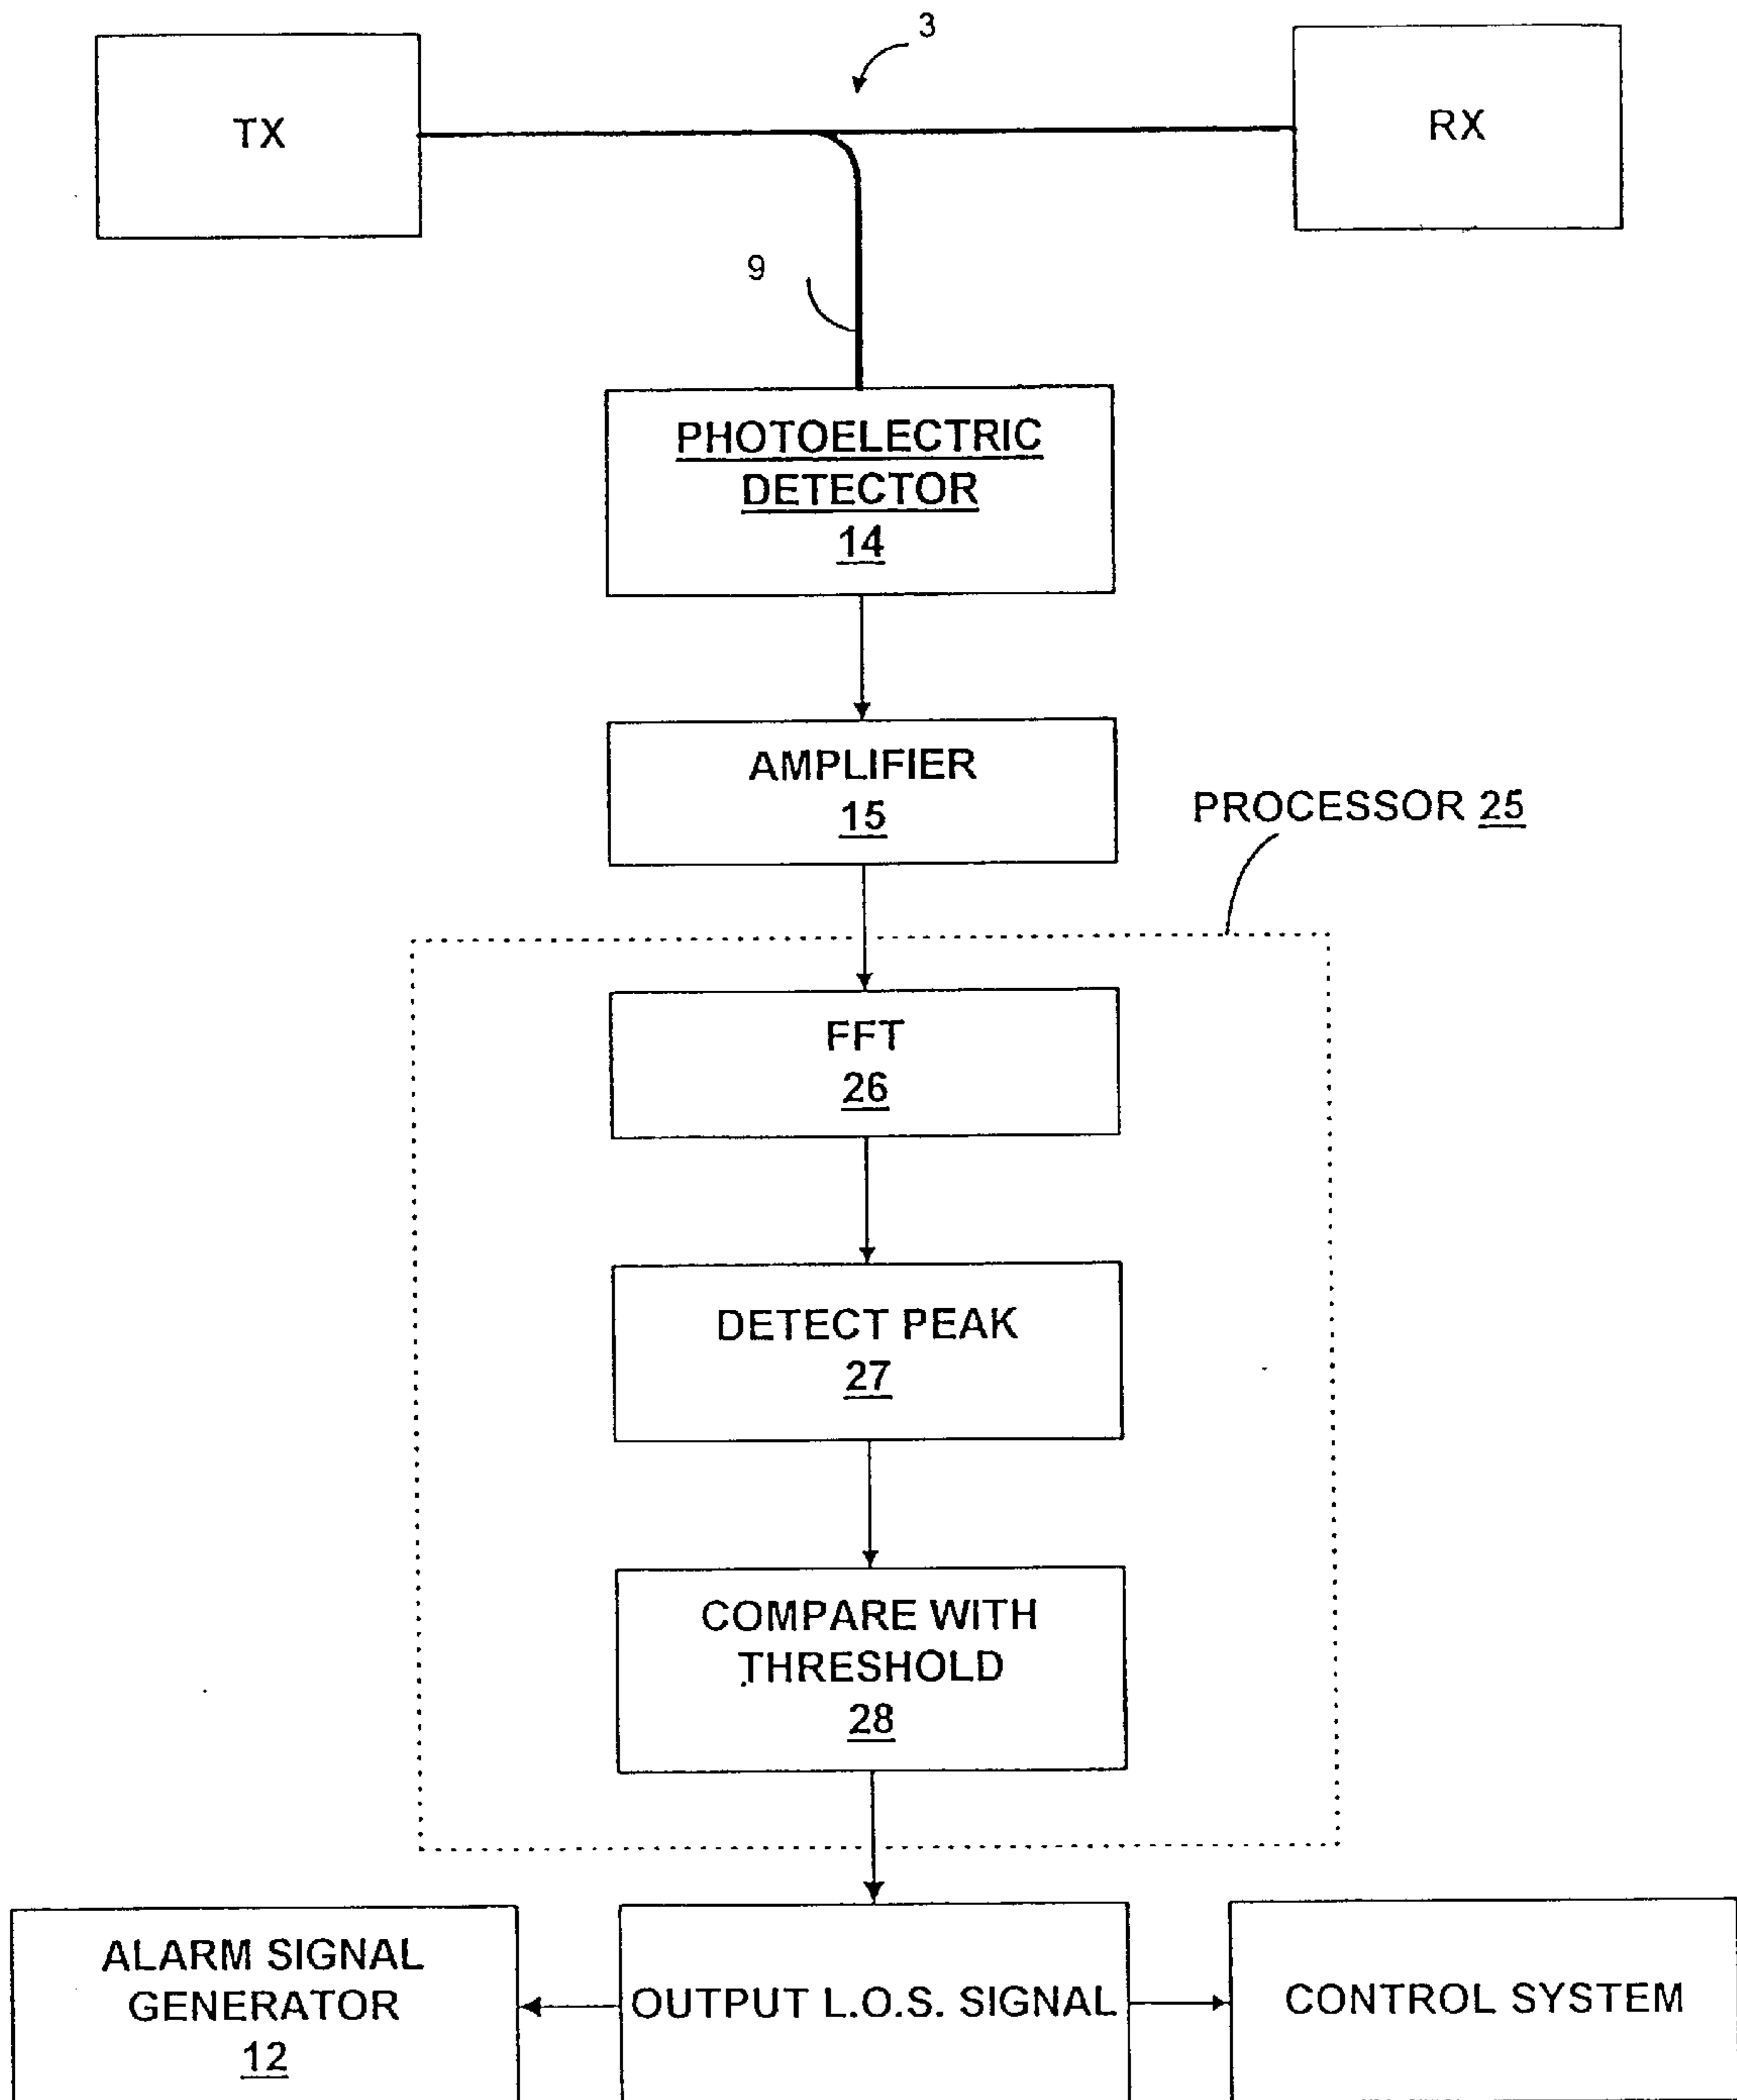 3
TX
RX
9
PHOTOELECTRIC
DETECTOR
14
AMPLIFIER
15
PROCESSOR 25
FFT
26
DETECT PEAK
27
COMPARE WITH
THRESHOLD
28
ALARM SIGNAL
GENERATOR
12
OUTPUT L.O.S. SIGNAL
CONTROL SYSTEM